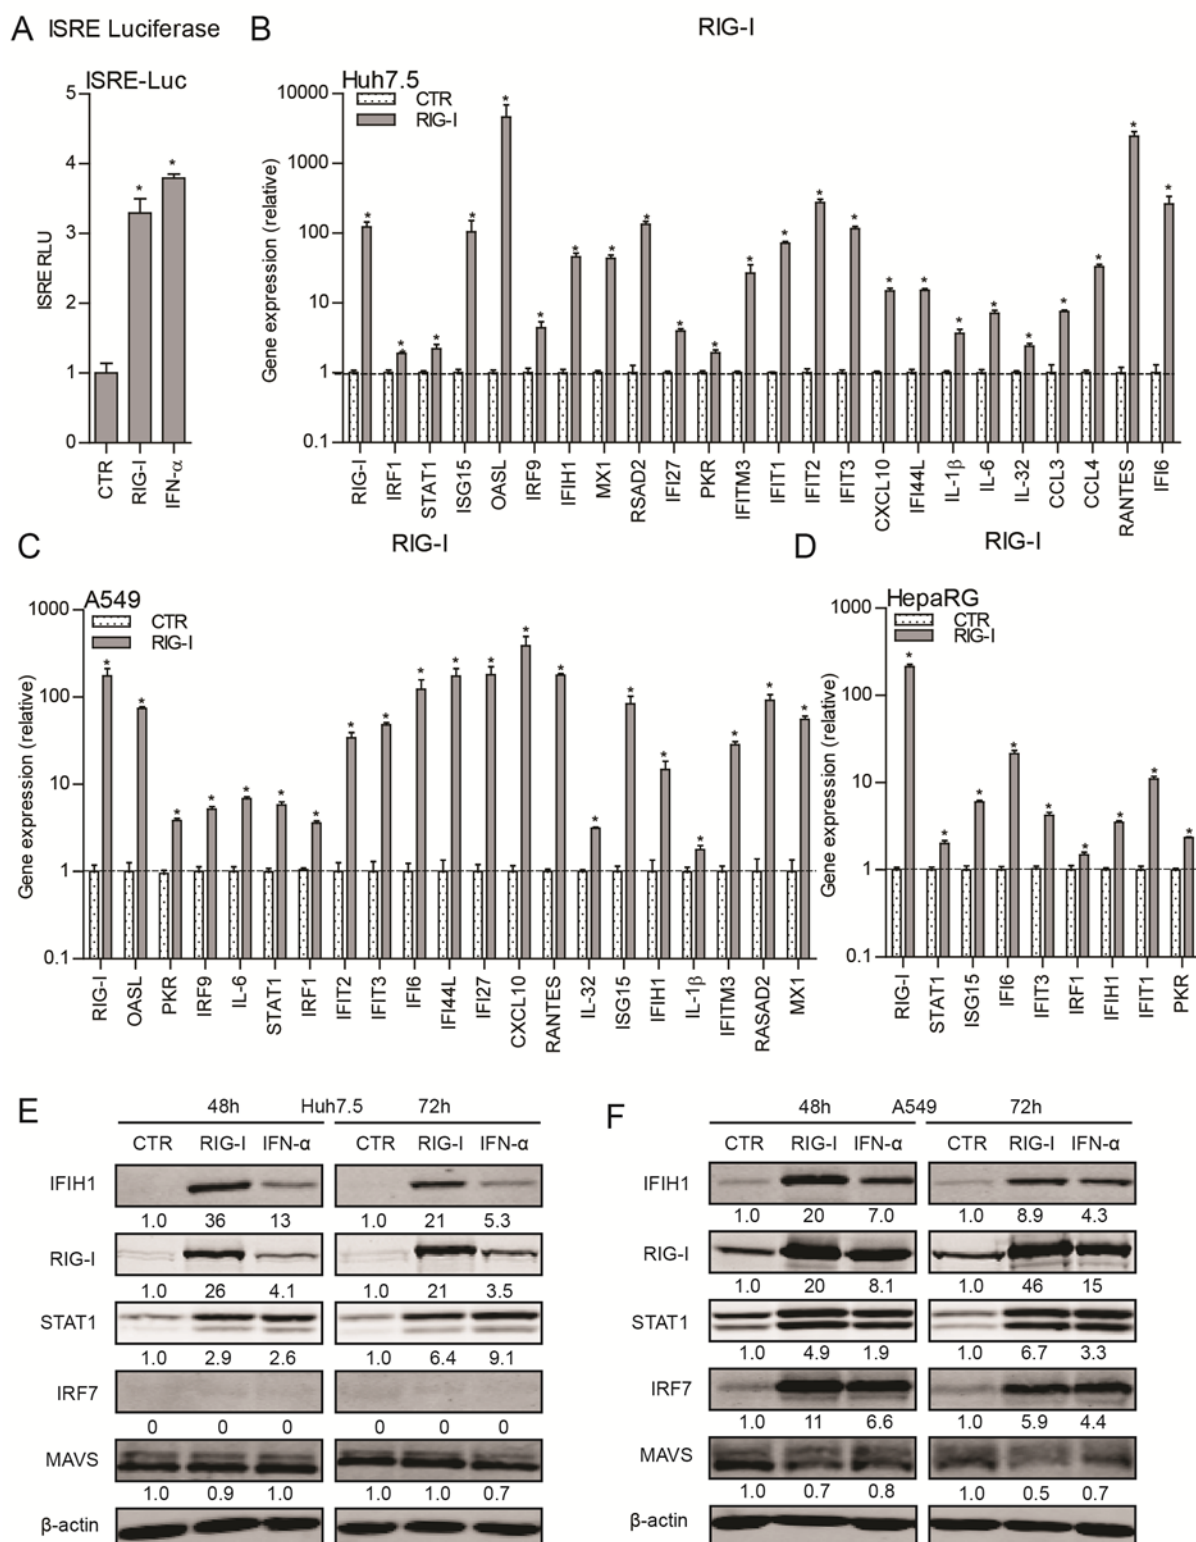 A ISRE Luciferase
ISRE-Luc
ISRE RLU
5
4
3
2
1
0
CTR
RIG-I
IFN-α
B RIG-I
Huh7.5
CTR
RIG-I
Gene expression (relative)
10000
1000
100
10
1
0.1
RIG-I
IRF1
STAT1
ISG15
OASL
IRF9
IFIH1
MX1
RSAD2
IFI27
PKR
IFITM3
IFIT1
IFIT2
IFIT3
CXCL10
IFI44L
IL-1β
IL-6
IL-32
CCL3
CCL4
RANTES
IFI6
C RIG-I
A549
CTR
RIG-I
Gene expression (relative)
1000
100
10
1
0.1
RIG-I
OASL
PKR
IRF9
IL-6
STAT1
IRF1
IFIT2
IFIT3
IFI6
IFI44L
IFI27
CXCL10
RANTES
IL-32
ISG15
IFIH1
IL-1β
IFITM3
RASAD2
MX1
D RIG-I
HepaRG
CTR
RIG-I
Gene expression (relative)
1000
100
10
1
0.1
RIG-I
STAT1
ISG15
IFI6
IFIT3
IRF1
IFIH1
IFIT1
PKR
E 48h Huh7.5 72h
CTR RIG-I IFN-α CTR RIG-I IFN-α
IFIH1
1.0 36 13 1.0 21 5.3
RIG-I
1.0 26 4.1 1.0 21 3.5
STAT1
1.0 2.9 2.6 1.0 6.4 9.1
IRF7
0 0 0 0 0 0
MAVS
1.0 0.9 1.0 1.0 1.0 0.7
β-actin
F 48h A549 72h
CTR RIG-I IFN-α CTR RIG-I IFN-α
IFIH1
1.0 20 7.0 1.0 8.9 4.3
RIG-I
1.0 20 8.1 1.0 46 15
STAT1
1.0 4.9 1.9 1.0 6.7 3.3
IRF7
1.0 11 6.6 1.0 5.9 4.4
MAVS
1.0 0.7 0.8 1.0 0.5 0.7
β-actin